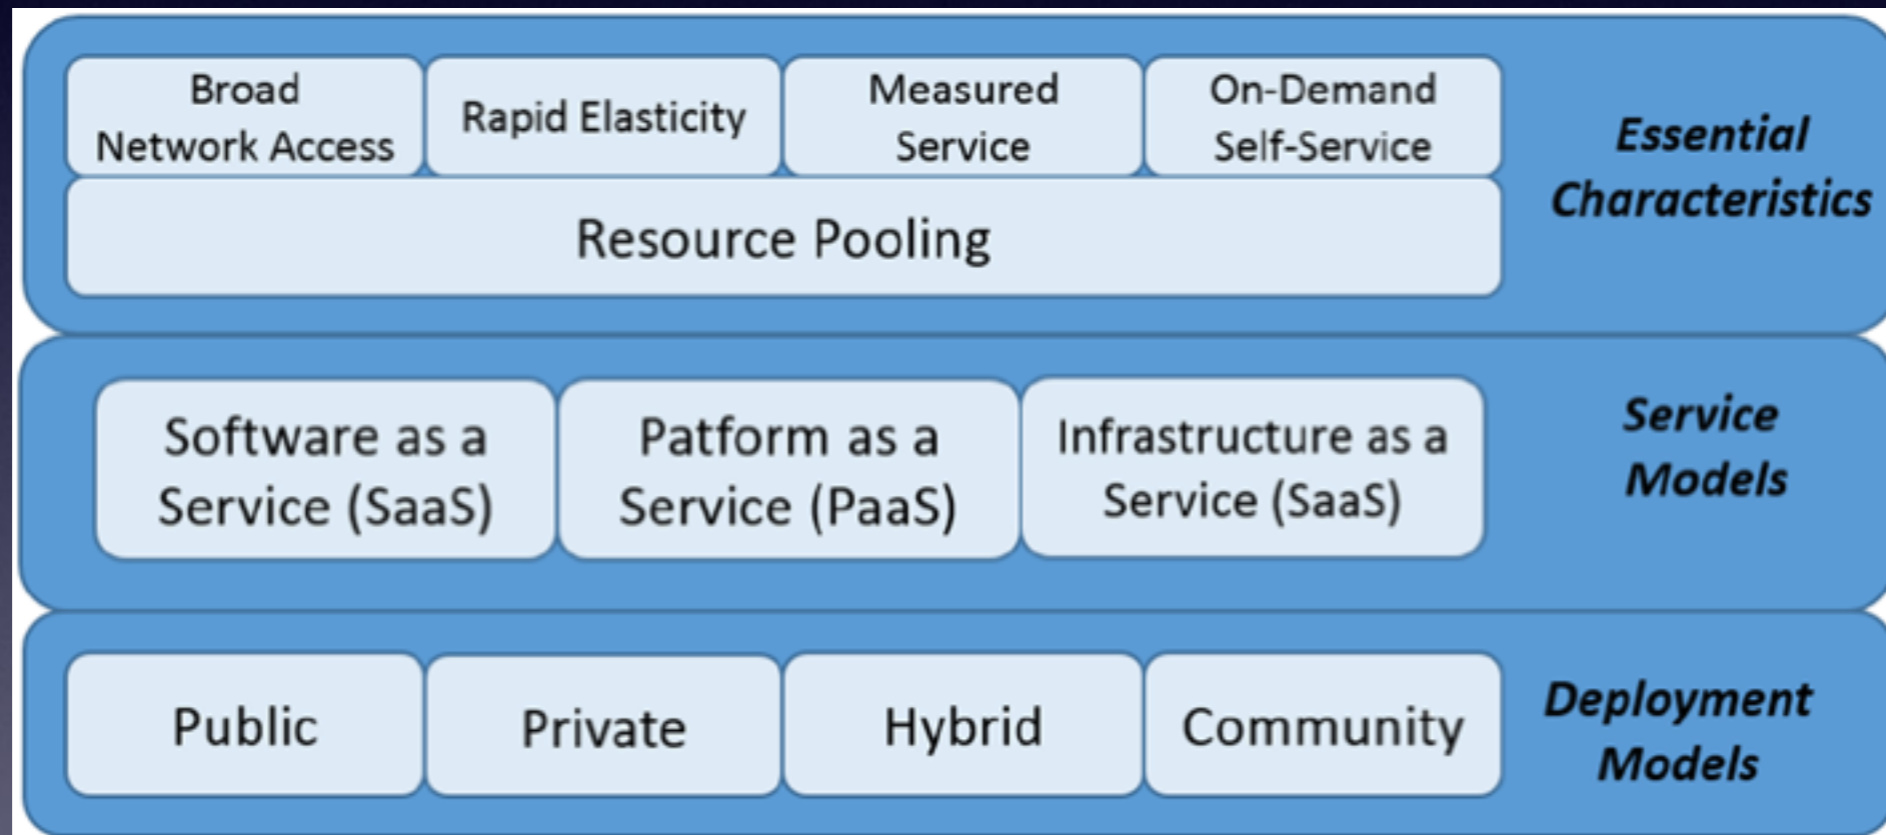 Broad
Network Access
Rapid Elasticity
Measured
Service
On-Demand
Self-Service
Resource Pooling
Essential
Characteristics
Software as a
Service (SaaS)
Patform as a
Service (PaaS)
Infrastructure as a
Service (SaaS)
Service
Models
Public
Private
Hybrid
Community
Deployment
Models